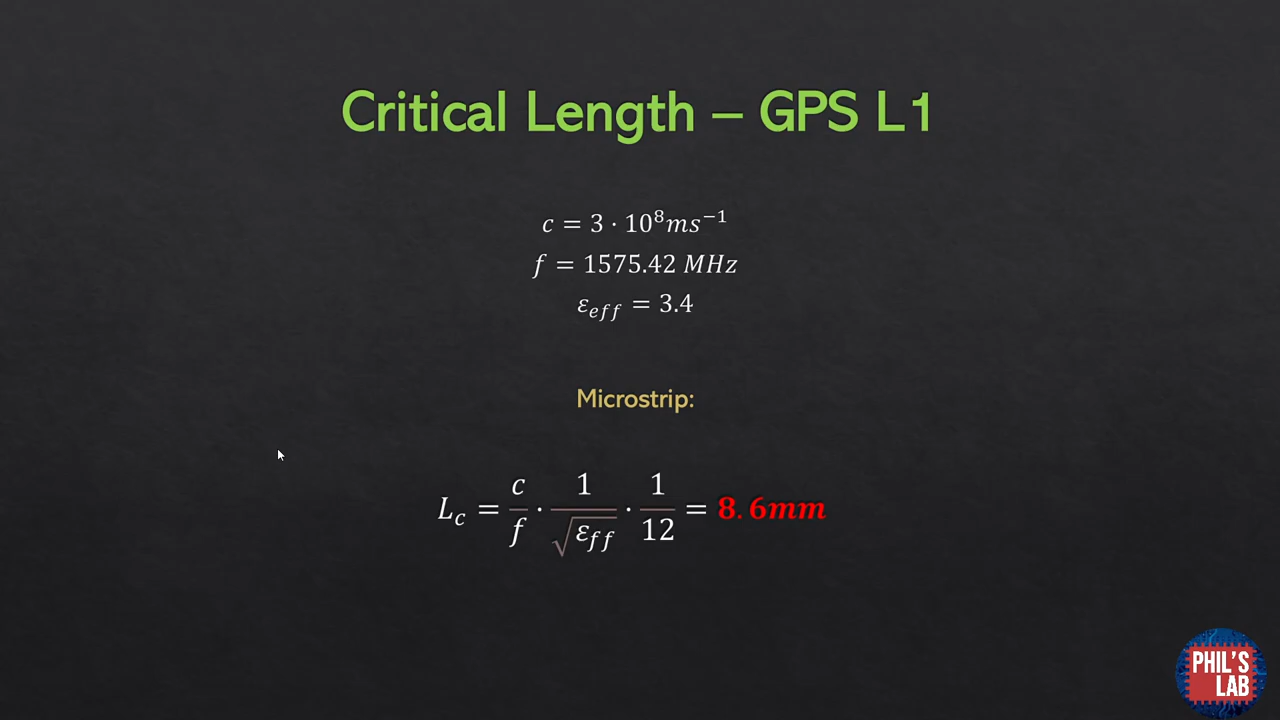 Critical Length – GPS L1
c = 3 · 10⁸ms⁻¹
f = 1575.42 MHz
ε_eff = 3.4
Microstrip:
L_c = c/f · 1/√ε_ff · 1/12 = 8.6mm
PHIL'S
LAB